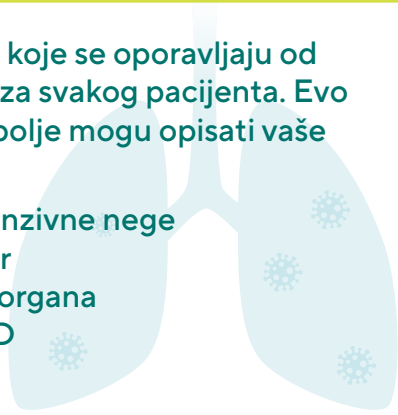 koje se oporavljaju od
za svakog pacijenta. Evo
bolje mogu opisati vaše
nzivne nege
r
organa
D